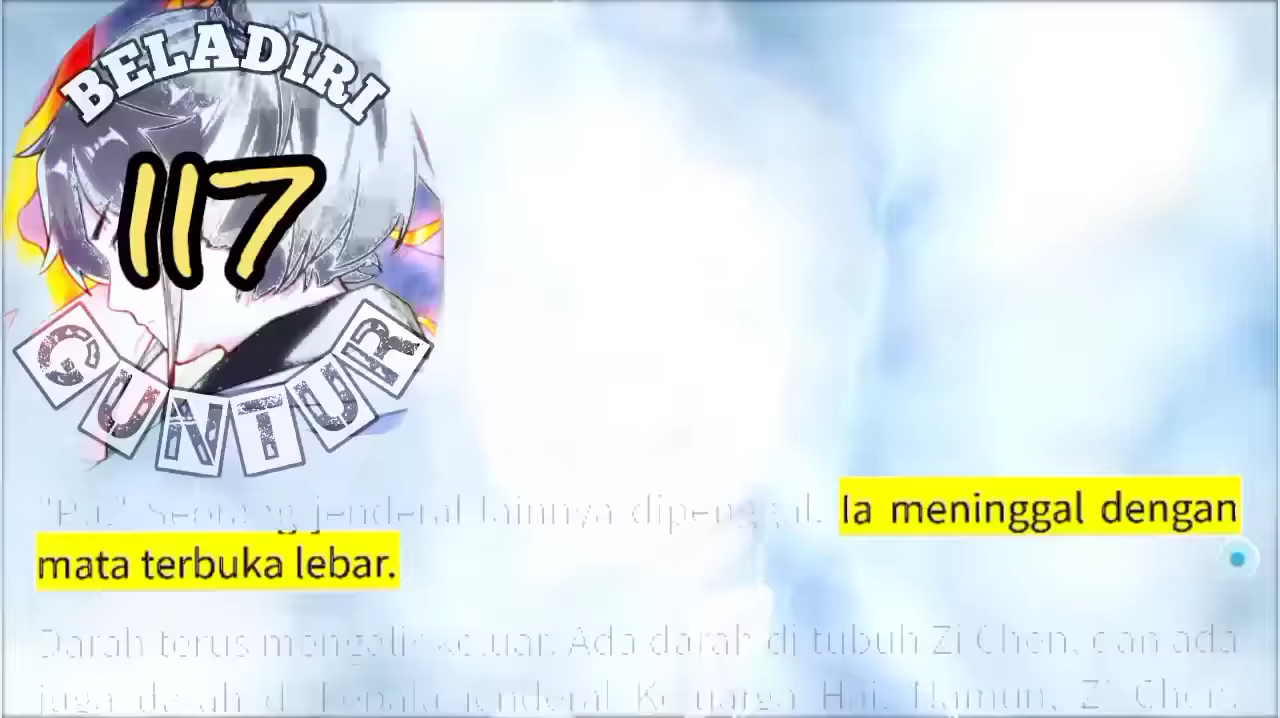 BELADIRI
117
GUNTUR
"Pu!" Seorang jenderal lainnya dipenggal. Ia meninggal dengan
mata terbuka lebar.
Darah terus mengalir keluar. Ada darah di tubuh Zi Chen, dan ada
juga darah di kepala jenderal Keluarga Hai. Namun, Zi Chen